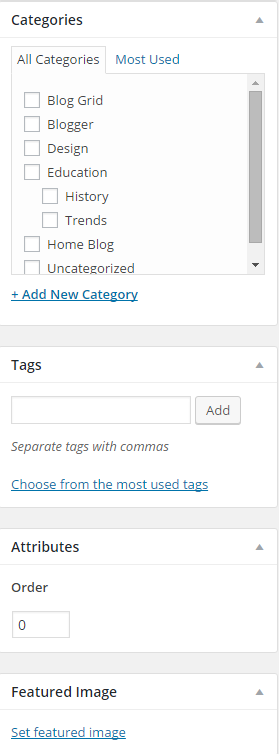 Categories
All Categories Most Used
Blog Grid
Blogger
Design
Education
History
Trends
Home Blog
Uncategorized
+ Add New Category
Tags
Add
Separate tags with commas
Choose from the most used tags
Attributes
Order
0
Featured Image
Set featured image